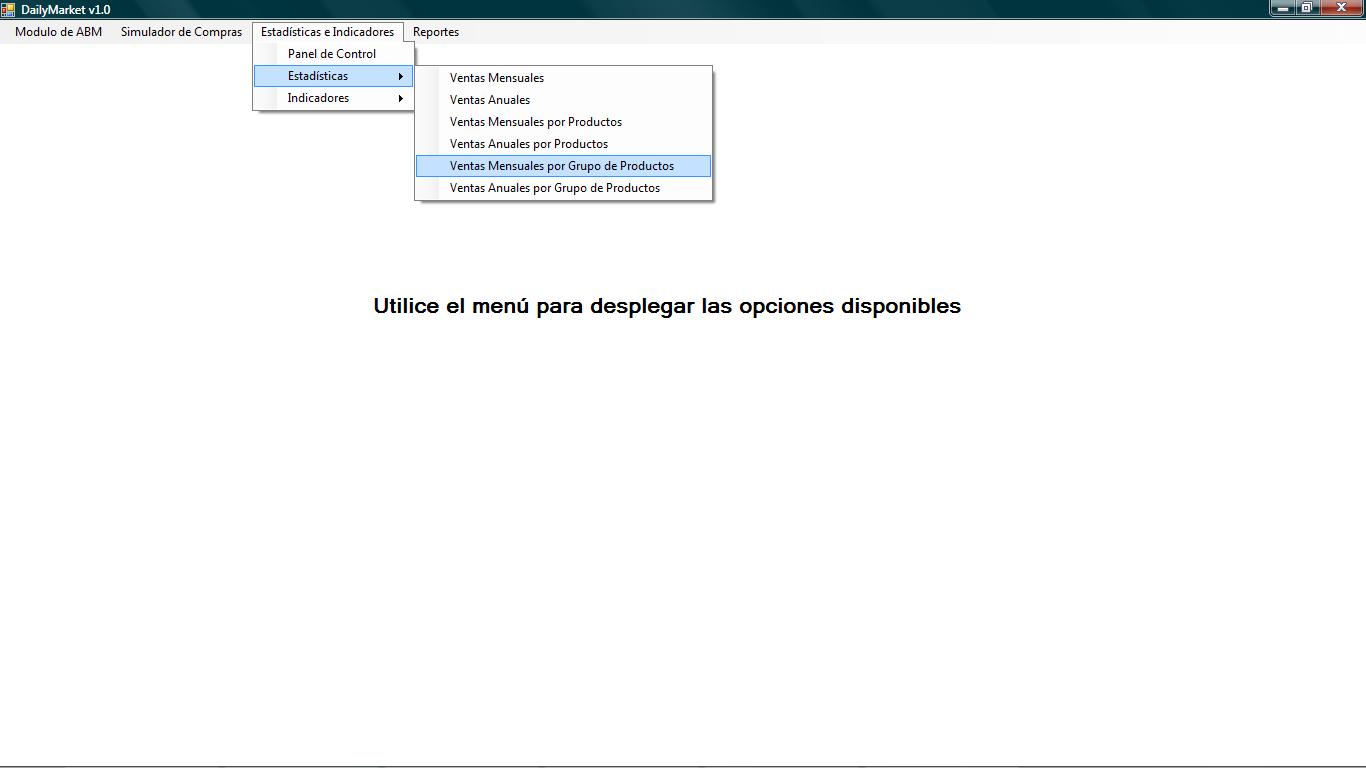 DailyMarket v1.0
Modulo de ABM Simulador de Compras Estadísticas e Indicadores Reportes
Panel de Control
Estadísticas
Indicadores
Ventas Mensuales
Ventas Anuales
Ventas Mensuales por Productos
Ventas Anuales por Productos
Ventas Mensuales por Grupo de Productos
Ventas Anuales por Grupo de Productos
Utilice el menú para desplegar las opciones disponibles